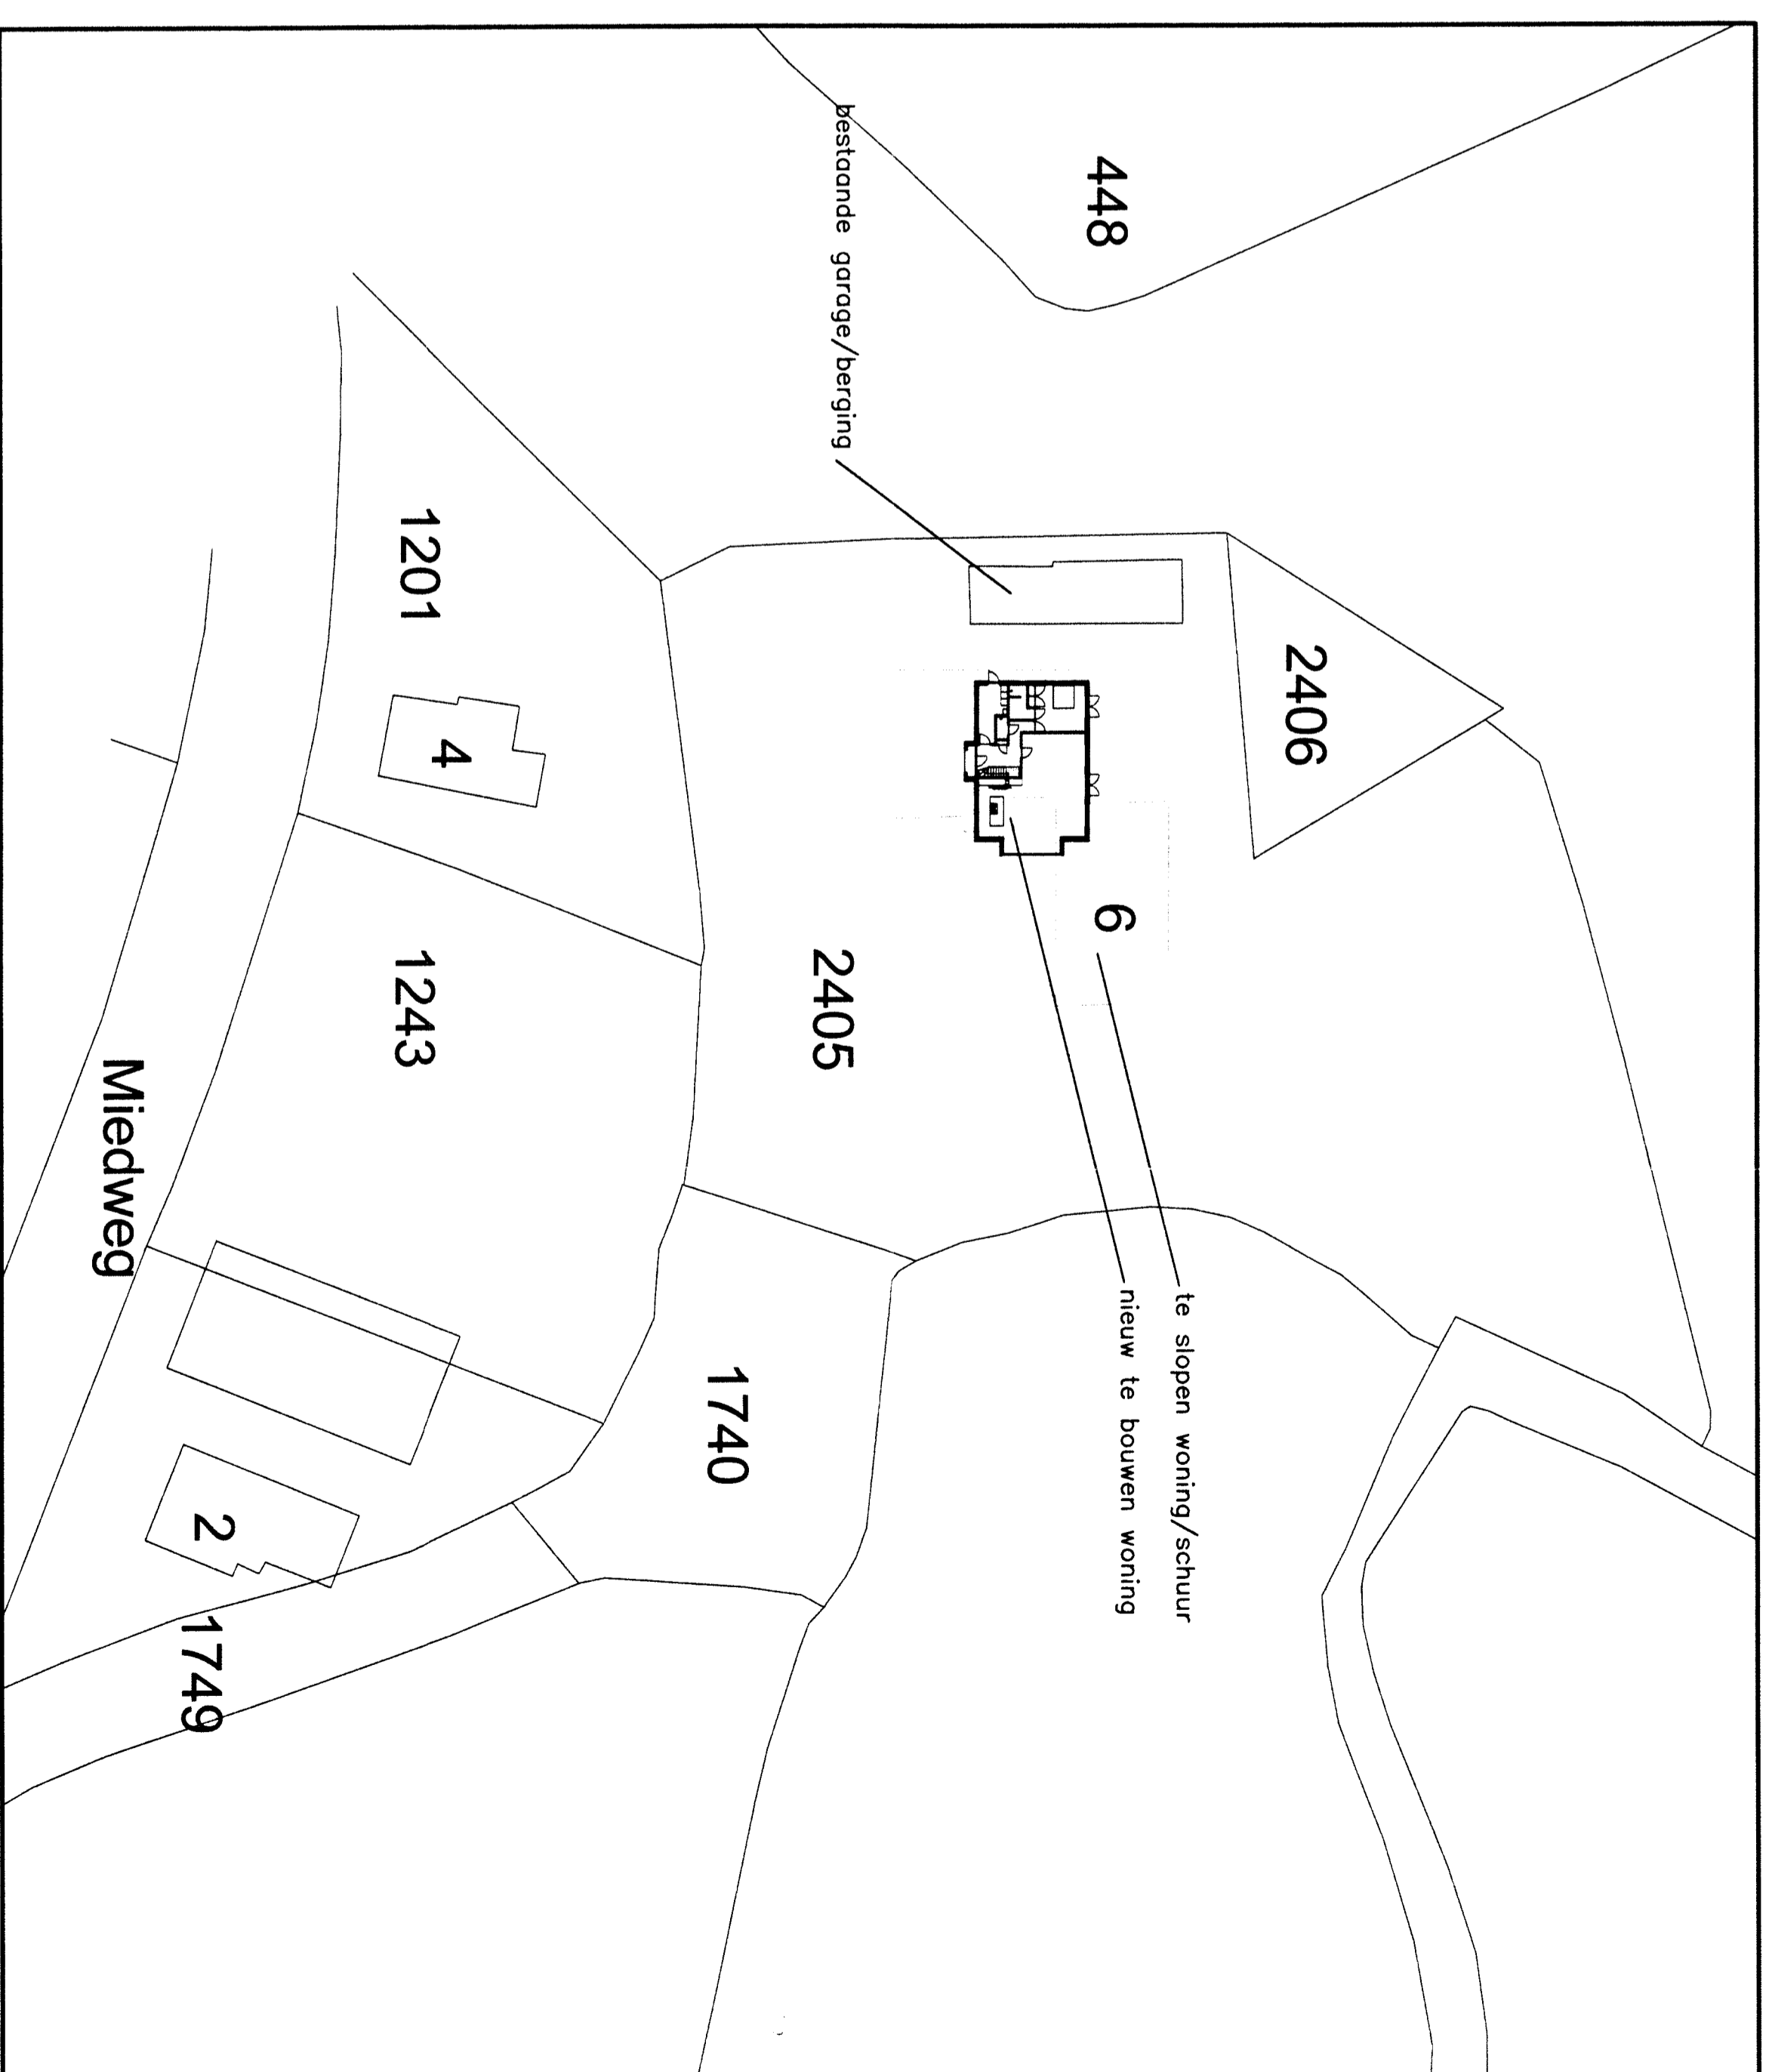 448
bestaande garage/berging
2406
1201
4
6
2405
1243
te slopen woning/schuur
nieuw te bouwen woning
Miedweg
1740
2
1749